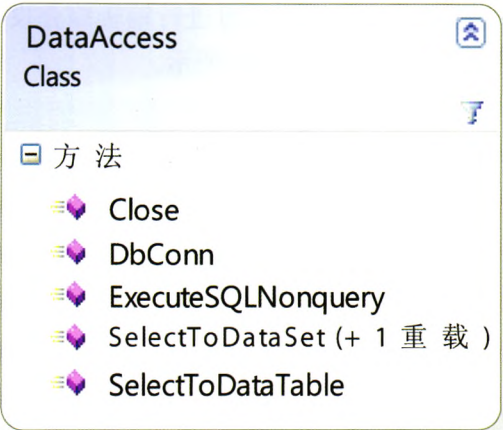 DataAccess
Class
方 法
Close
DbConn
ExecuteSQLNonquery
SelectToDataSet (+ 1 重 载 )
SelectToDataTable